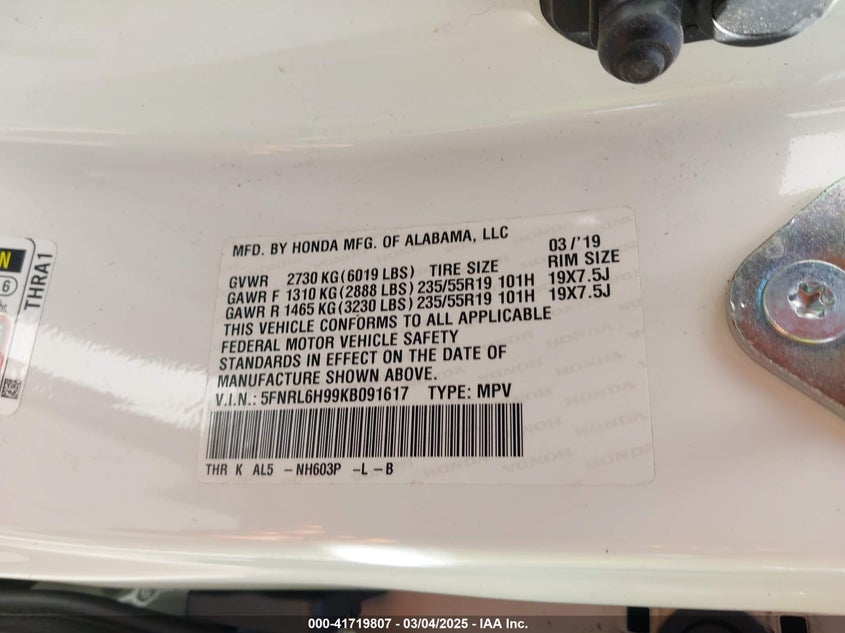 MFD. BY HONDA MFG. OF ALABAMA, LLC 03/'19
GVWR 2730 KG(6019 LBS) TIRE SIZE RIM SIZE
GAWR F 1310 KG(2888 LBS) 235/55R19 101H 19X7.5J
GAWR R 1465 KG(3230 LBS) 235/55R19 101H 19X7.5J
THIS VEHICLE CONFORMS TO ALL APPLICABLE
FEDERAL MOTOR VEHICLE SAFETY
STANDARDS IN EFFECT ON THE DATE OF
MANUFACTURE SHOWN ABOVE.
V.I.N.: 5FNRL6H99KB091617 TYPE: MPV
THR K AL5 -NH603P -L -B
THRA1
HONDA
000-41719807 - 03/04/2025 - IAA Inc.